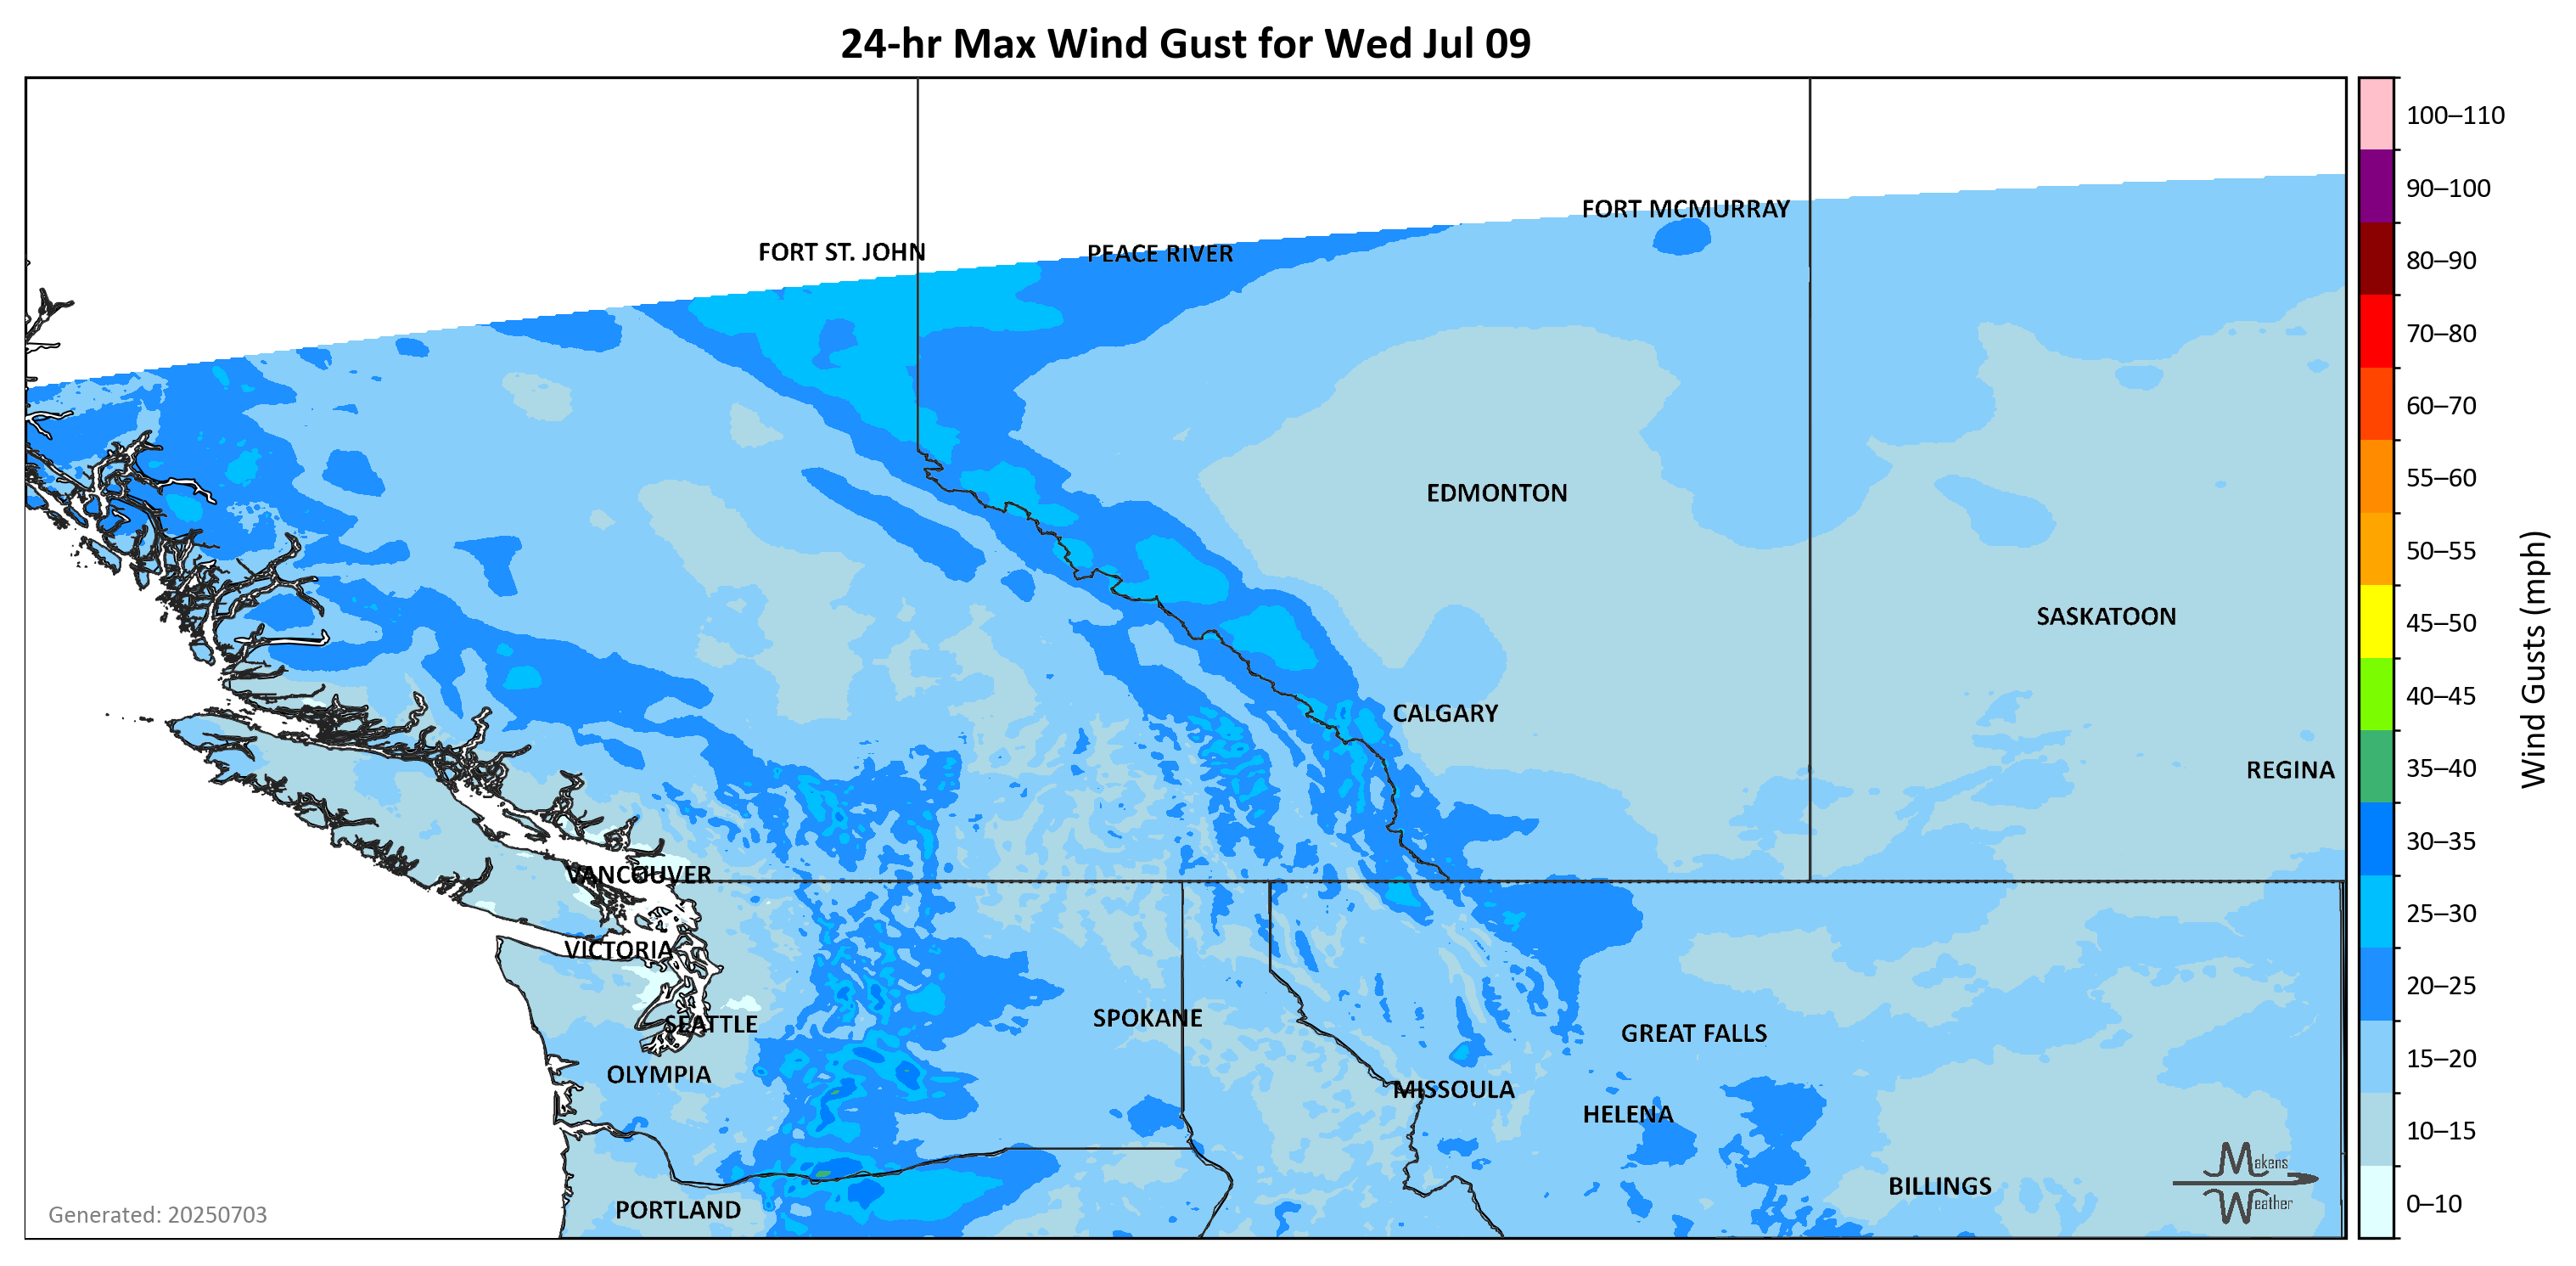 24-hr Max Wind Gust for Wed Jul 09
100–110
90–100
80–90
70–80
60–70
55–60
50–55
45–50
40–45
35–40
30–35
25–30
20–25
15–20
10–15
0–10
Wind Gusts (mph)
FORT MCMURRAY
FORT ST. JOHN
PEACE RIVER
EDMONTON
SASKATOON
CALGARY
REGINA
VANCOUVER
VICTORIA
SPOKANE
SEATTLE
GREAT FALLS
OLYMPIA
MISSOULA
HELENA
BILLINGS
PORTLAND
Makens
Weather
Generated: 20250703